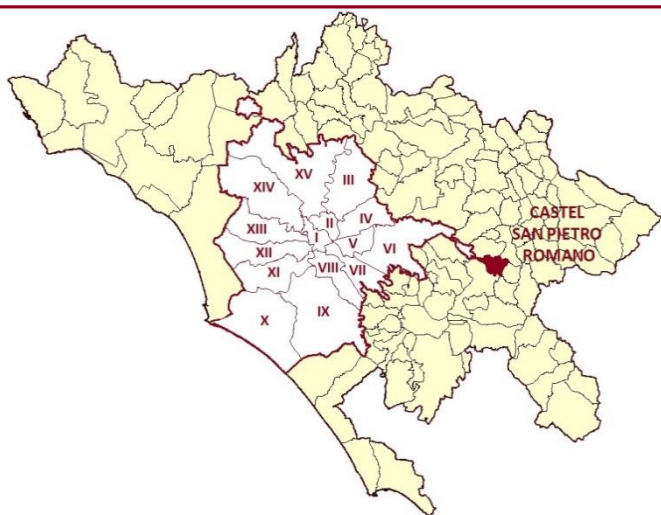 XV
III
XIV
II
IV
XIII
I
V
VI
XII
VIII
VII
XI
X
IX
CASTEL
SAN PIETRO
ROMANO